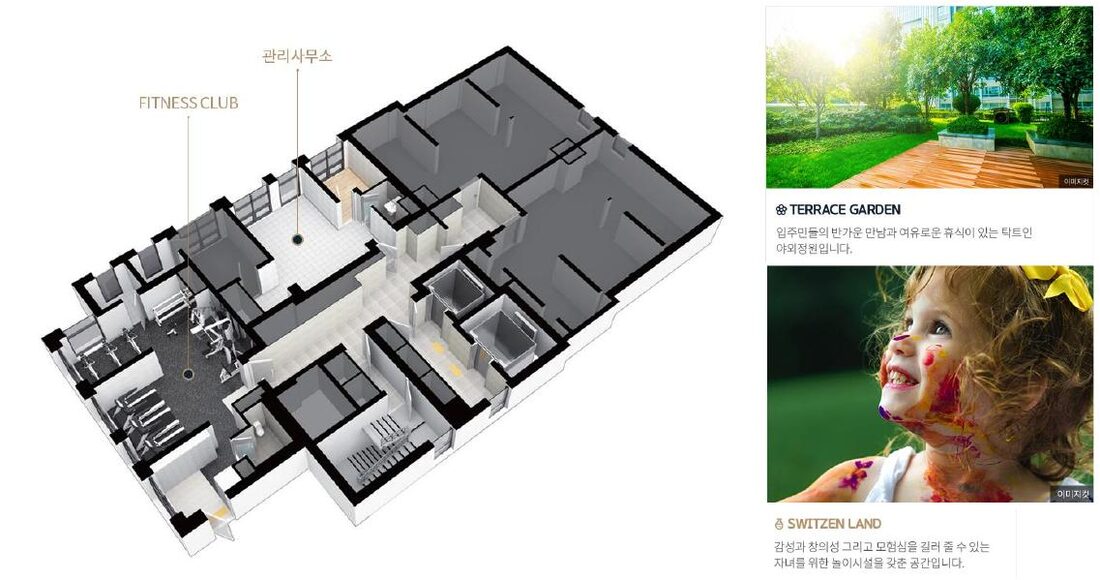 관리사무소
FITNESS CLUB
이미지컷
TERRACE GARDEN
입주민들의 반가운 만남과 여유로운 휴식이 있는 탁트인
야외정원입니다.
이미지컷
SWITZEN LAND
감성과 창의성 그리고 모험심을 길러 줄 수 있는
자녀를 위한 놀이시설을 갖춘 공간입니다.